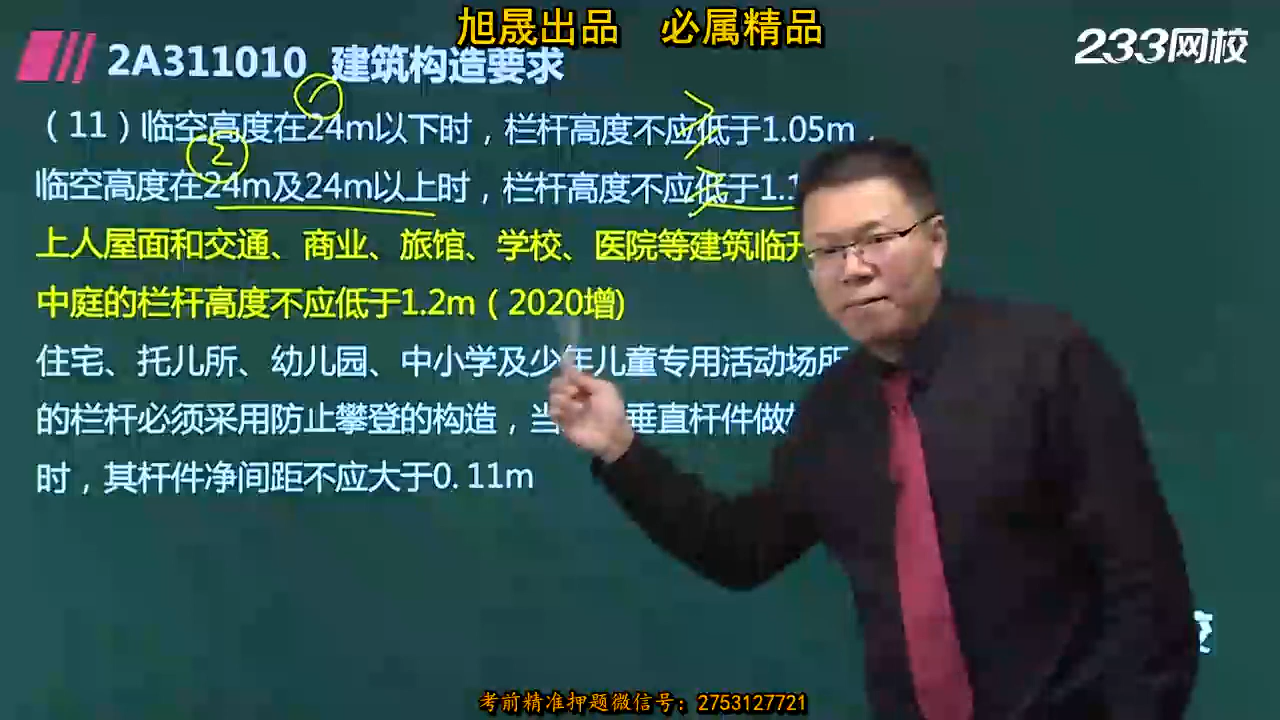 旭晟出品 必属精品
233网校
2A311010 建筑构造要求
①
（11）临空高度在24m以下时，栏杆高度不应低于1.05m，
②
临空高度在24m及24m以上时，栏杆高度不应低于1.1
上人屋面和交通、商业、旅馆、学校、医院等建筑临开
中庭的栏杆高度不应低于1.2m（2020增)
住宅、托儿所、幼儿园、中小学及少年儿童专用活动场所
的栏杆必须采用防止攀登的构造，当 垂直杆件做
时，其杆件净间距不应大于0.11m
考前精准押题微信号：2753127721